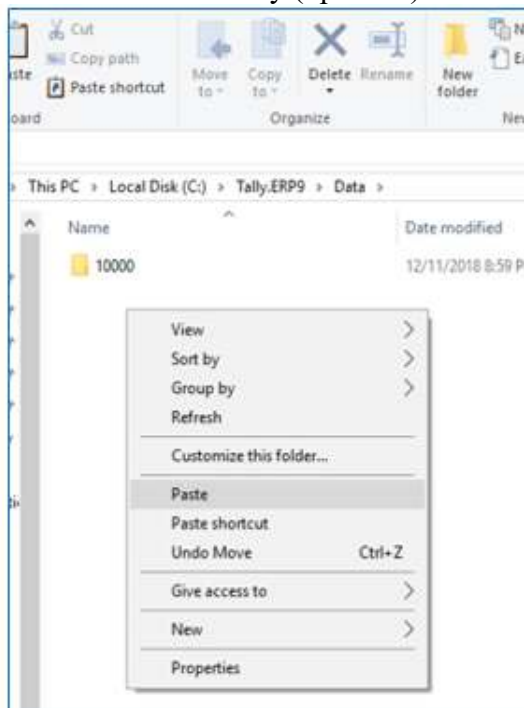 Cut
Copy path
Paste shortcut
Move to
Copy to
Delete
Rename
New folder
Organize
This PC > Local Disk (C:) > Tally.ERP9 > Data >
Name Date modified
10000 12/11/2018 8:59 P
View >
Sort by >
Group by >
Refresh
Customize this folder...
Paste
Paste shortcut
Undo Move Ctrl+Z
Give access to >
New >
Properties